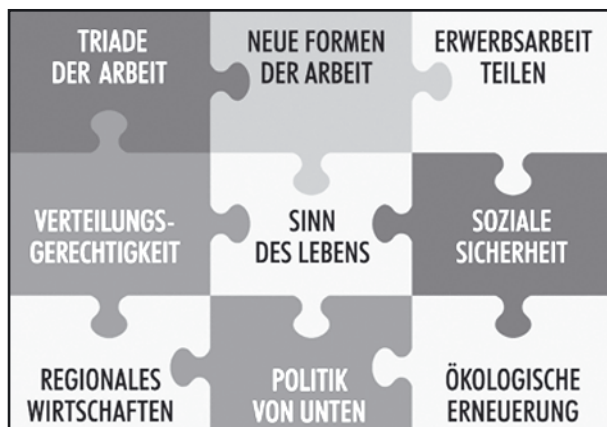 TRIADE
DER ARBEIT
NEUE FORMEN
DER ARBEIT
ERWERBSARBEIT
TEILEN
VERTEILUNGS-
GERECHTIGKEIT
SINN
DES LEBENS
SOZIALE
SICHERHEIT
REGIONALES
WIRTSCHAFTEN
POLITIK
VON UNTEN
ÖKOLOGISCHE
ERNEUERUNG